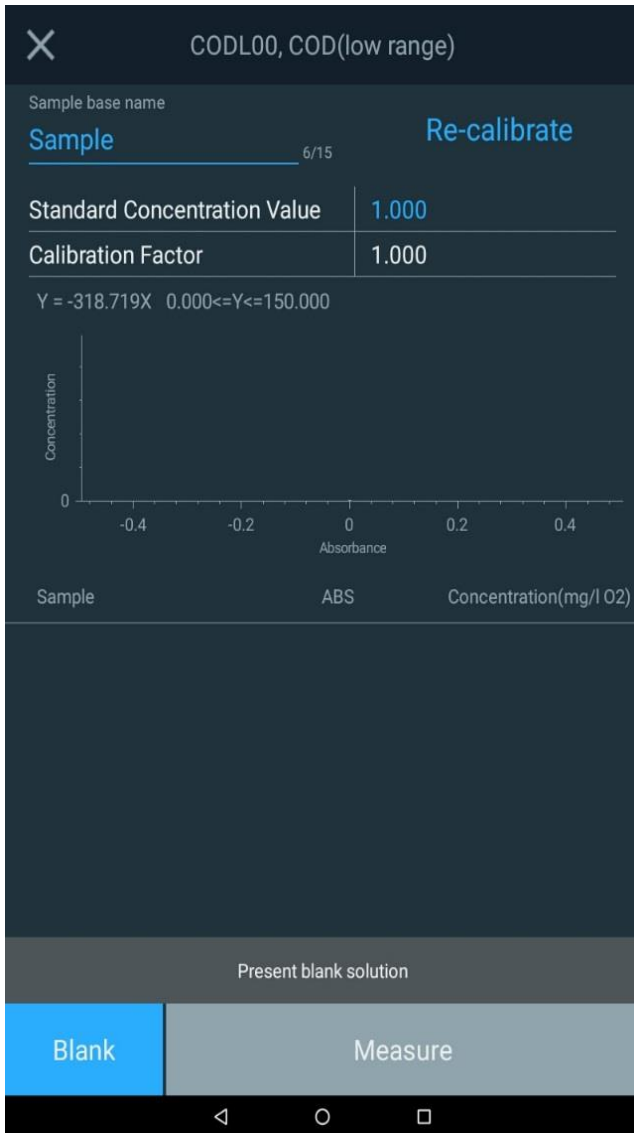 CODL00, COD(low range)
Sample base name
Sample
6/15
Re-calibrate
Standard Concentration Value 1.000
Calibration Factor 1.000
Y = -318.719X 0.000<=Y<=150.000
Concentration
0
-0.4 -0.2 0 0.2 0.4
Absorbance
Sample ABS Concentration(mg/l O2)
Present blank solution
Blank Measure